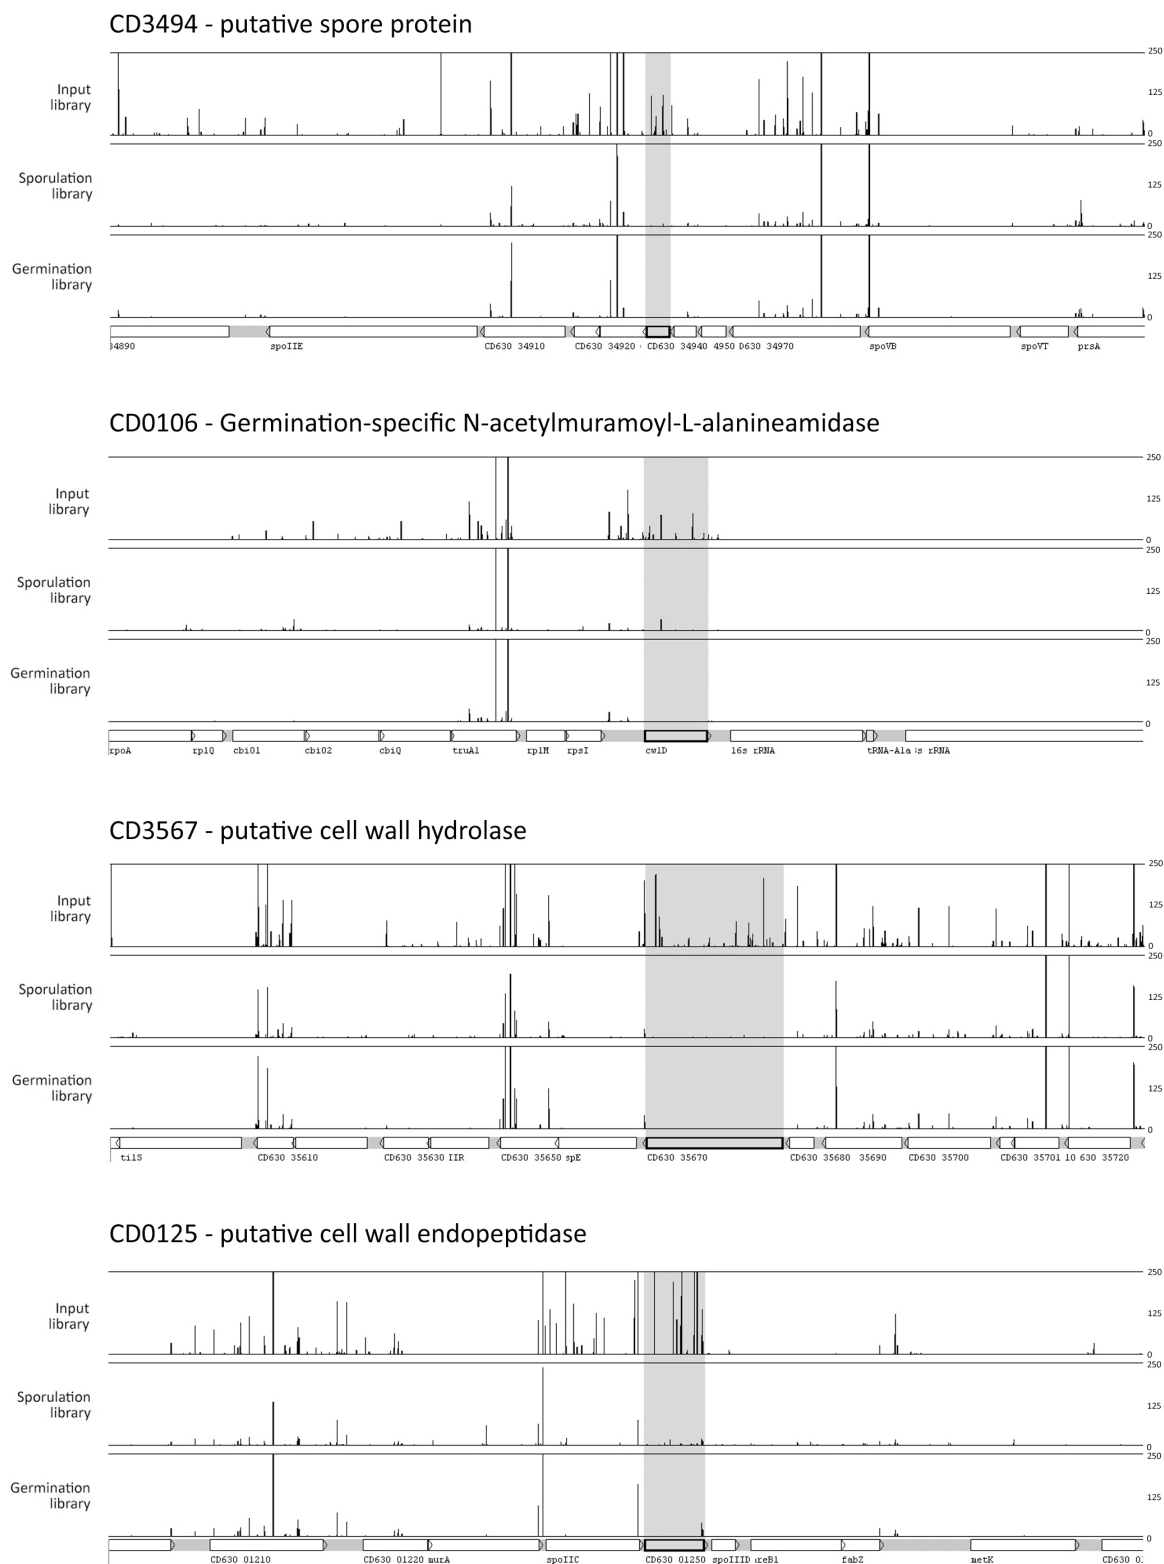 CD3494 - putative spore protein
Input library
250
125
0
Sporulation library
250
125
0
Germination library
250
125
0
34890 spoIIE CD630 34910 CD630 34920 : CD630 34940 4950 D630 34970 spoVB spoVT prsA
CD0106 - Germination-specific N-acetylmuramoyl-L-alanineamidase
Input library
250
125
0
Sporulation library
250
125
0
Germination library
250
125
0
rpoA rplQ cbiO1 cbiO2 cbiQ truA1 rplM rpsI cwlD 16s rRNA tRNA-Ala :s rRNA
CD3567 - putative cell wall hydrolase
Input library
250
125
0
Sporulation library
250
125
0
Germination library
250
125
0
tilS CD630 35610 CD630 35630 IIR CD630 35650 spE CD630 35670 CD630 35680 35690 CD630 35700 CD630 35701 10 630 35720
CD0125 - putative cell wall endopeptidase
Input library
250
125
0
Sporulation library
250
125
0
Germination library
250
125
0
CD630 01210 CD630 01220 murA spoIIC CD630 01250 spoIIID ureB1 fabZ metK CD630 0